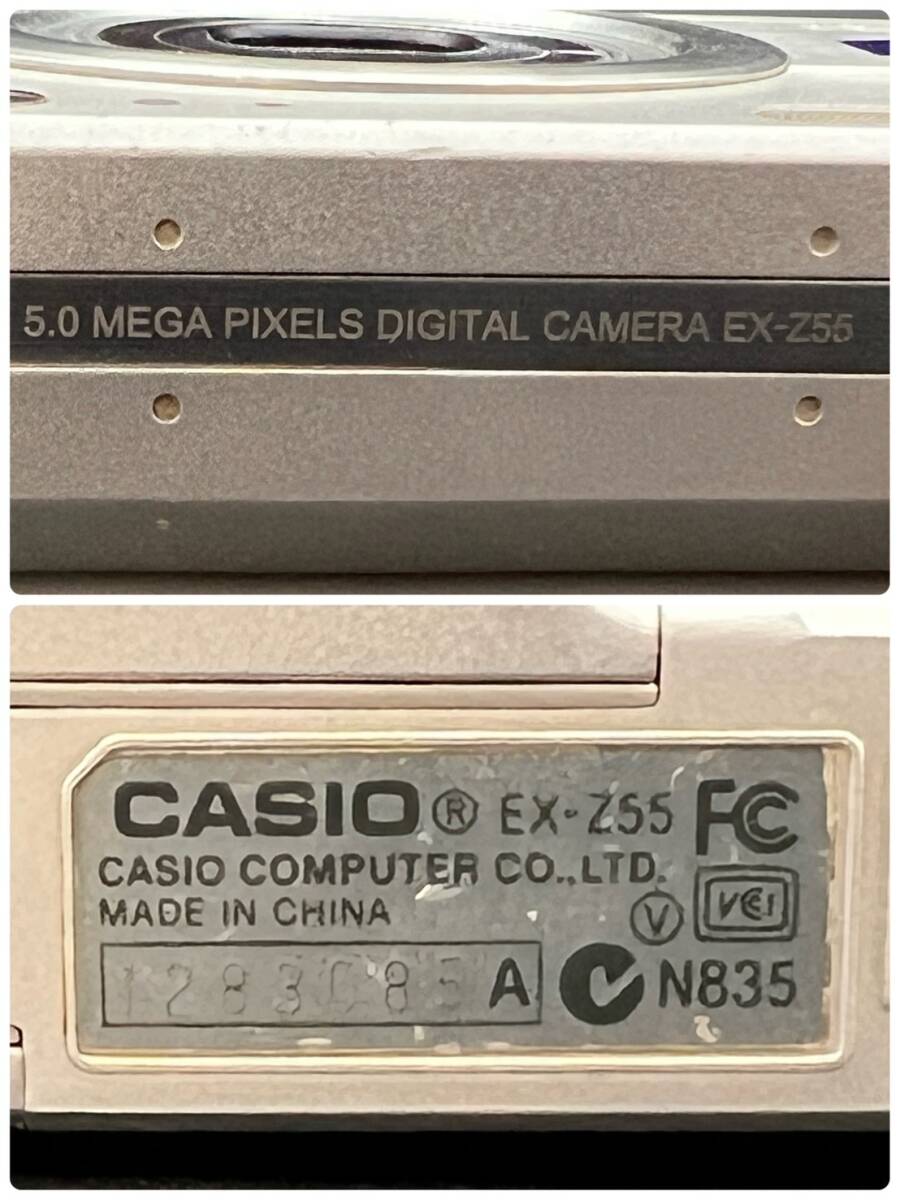 5.0 MEGA PIXELS DIGITAL CAMERA EX-Z55
CASIO® EX-Z55 FC
CASIO COMPUTER CO.,LTD.
MADE IN CHINA V VCI
A N835